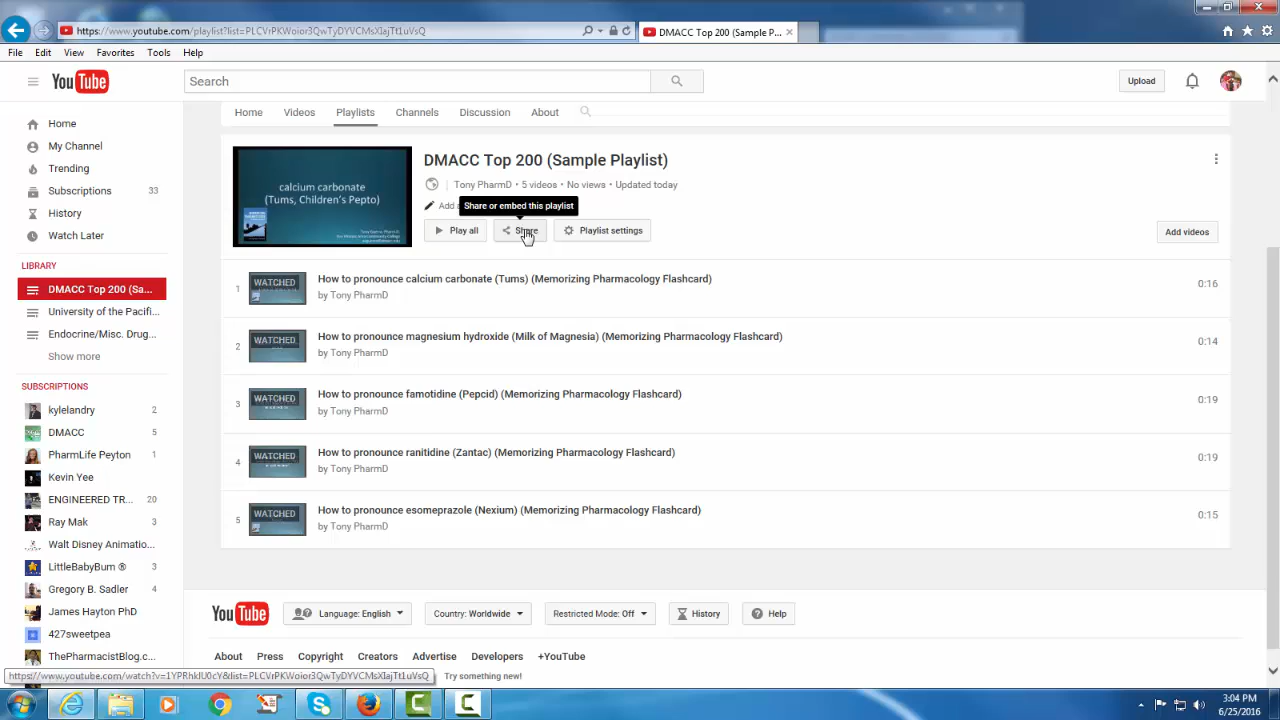 https://www.youtube.com/playlist?list=PLCVrPKWoior3QwTyDYVCMsXIajTt1uVsQ
DMACC Top 200 (Sample P...
File Edit View Favorites Tools Help
YouTube
Search
Upload
Home Videos Playlists Channels Discussion About
Home
My Channel
Trending
Subscriptions 33
History
Watch Later
LIBRARY
DMACC Top 200 (Sa...
University of the Pacifi...
Endocrine/Misc. Drug...
Show more
SUBSCRIPTIONS
kylelandry 2
DMACC 5
PharmLife Peyton 1
Kevin Yee
ENGINEERED TR... 20
Ray Mak 3
Walt Disney Animatio...
LittleBabyBum ® 3
Gregory B. Sadler 4
James Hayton PhD
427sweetpea
ThePharmacistBlog.c...
calcium carbonate
(Tums, Children's Pepto)
DMACC Top 200 (Sample Playlist)
Tony PharmD • 5 videos • No views • Updated today
Add
Share or embed this playlist
Play all
Share
Playlist settings
Add videos
1 WATCHED How to pronounce calcium carbonate (Tums) (Memorizing Pharmacology Flashcard) 0:16
by Tony PharmD
2 WATCHED How to pronounce magnesium hydroxide (Milk of Magnesia) (Memorizing Pharmacology Flashcard) 0:14
by Tony PharmD
3 WATCHED How to pronounce famotidine (Pepcid) (Memorizing Pharmacology Flashcard) 0:19
by Tony PharmD
4 WATCHED How to pronounce ranitidine (Zantac) (Memorizing Pharmacology Flashcard) 0:19
by Tony PharmD
5 WATCHED How to pronounce esomeprazole (Nexium) (Memorizing Pharmacology Flashcard) 0:15
by Tony PharmD
YouTube
Language: English
Country: Worldwide
Restricted Mode: Off
History
Help
About Press Copyright Creators Advertise Developers +YouTube
Try something new!
https://www.youtube.com/watch?v=1YPRhkIU0cY&list=PLCVrPKWoior3QwTyDYVCMsXIajTt1uVsQ
3:04 PM
6/25/2016